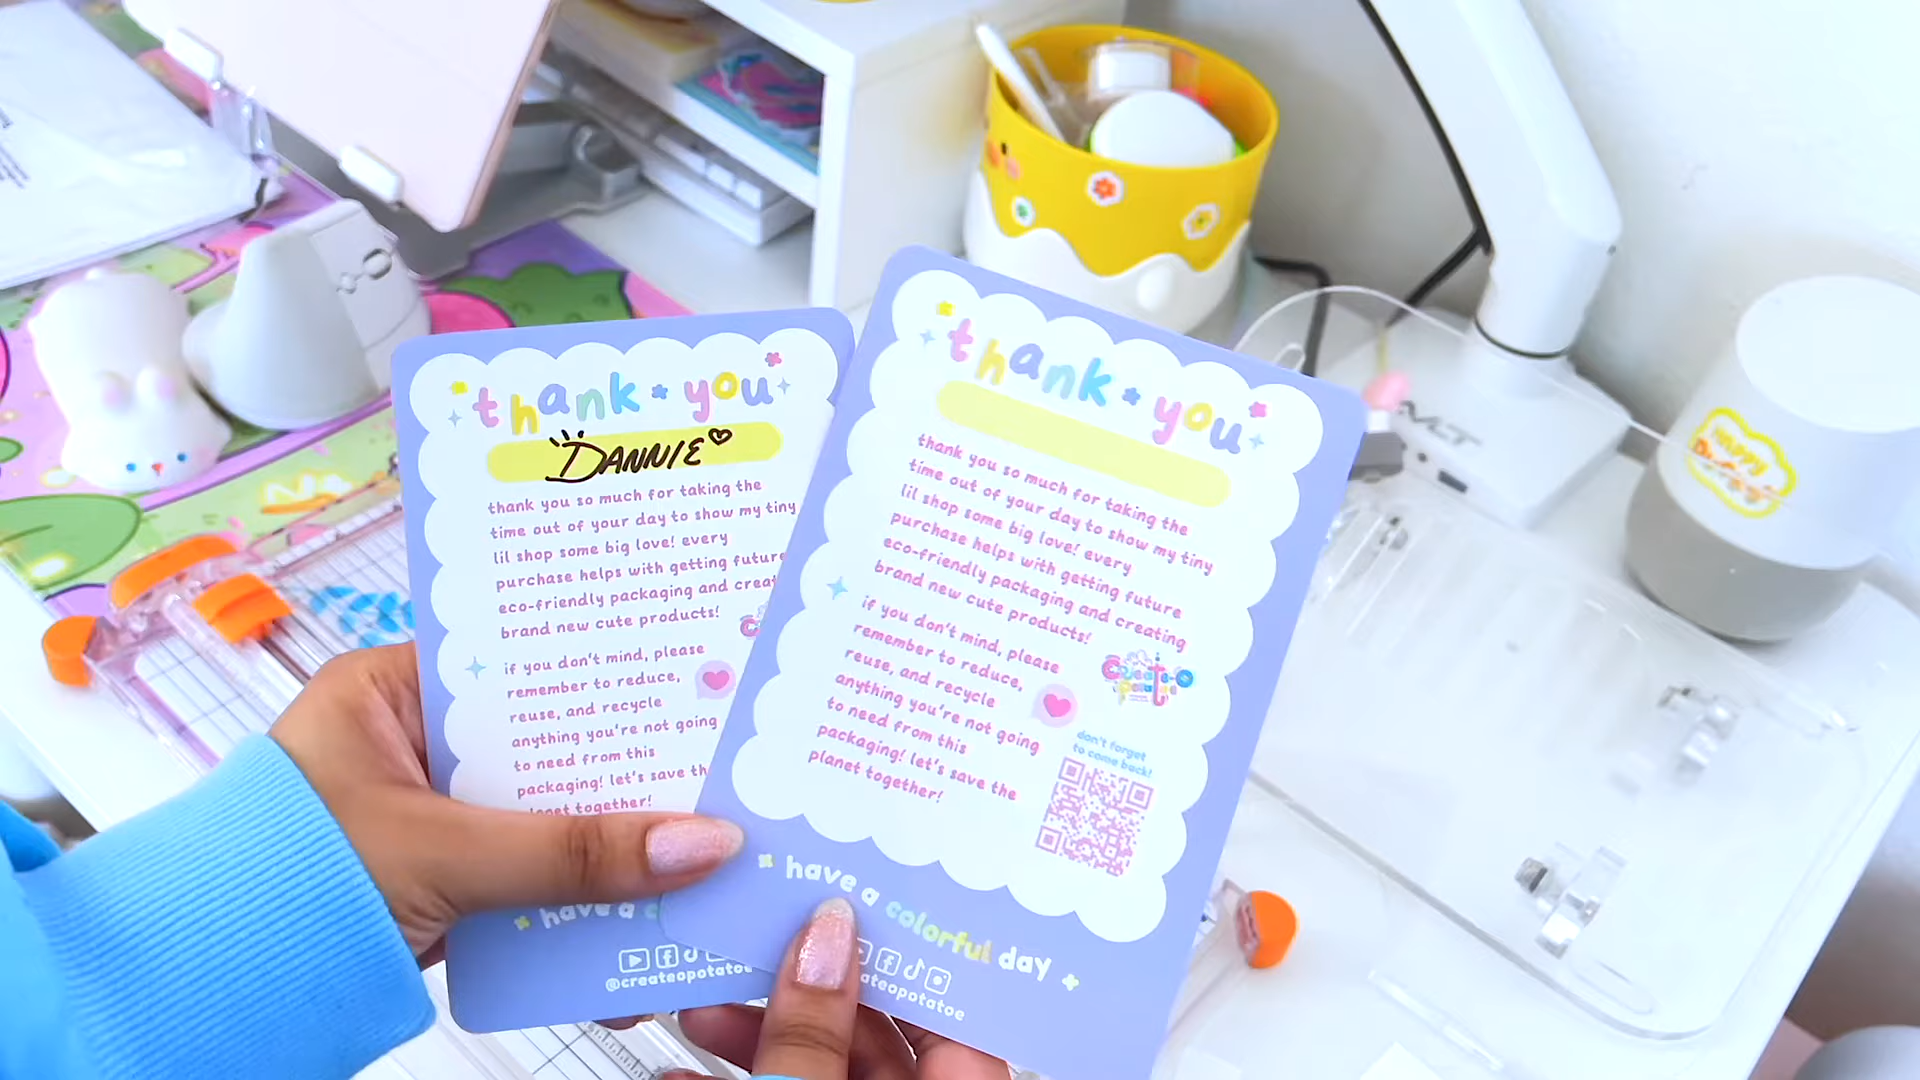 thank you
DANNIE
thank you so much for taking the
time out of your day to show my tiny
lil shop some big love! every
purchase helps with getting future
eco-friendly packaging and creat
brand new cute products!
if you don't mind, please
remember to reduce,
reuse, and recycle
anything you're not going
to need from this
packaging! let's save th
planet together!
have a c
@createopotatoe
thank you
thank you so much for taking the
time out of your day to show my tiny
lil shop some big love! every
purchase helps with getting future
eco-friendly packaging and creating
brand new cute products!
if you don't mind, please
remember to reduce,
reuse, and recycle
anything you're not going
to need from this
packaging! let's save the
planet together!
Create-O
Potatoe
don't forget
to come back!
have a colorful day
ateopotatoe
HAPPY